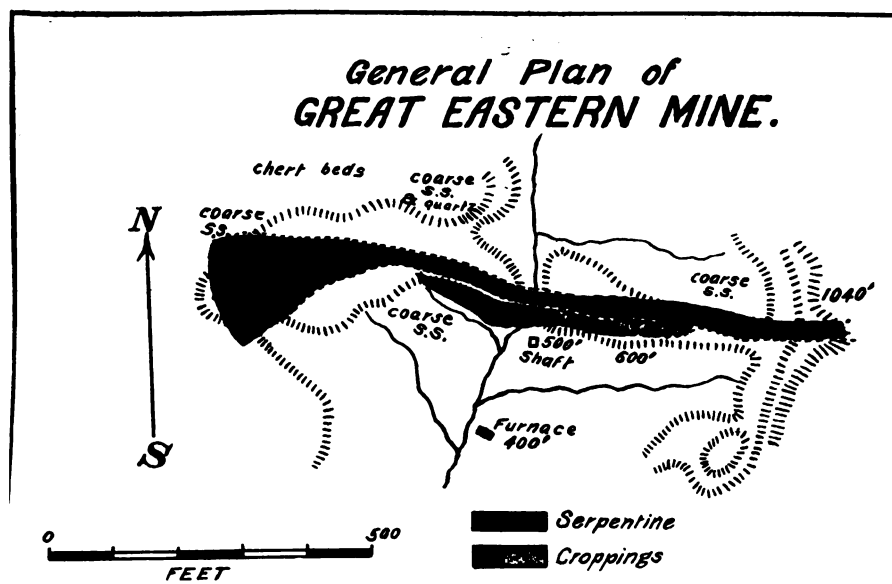 General Plan of
GREAT EASTERN MINE.
chert beds
coarse
s.s.
& quartz
coarse
s.s.
N
coarse
s.s.
1040'
coarse
s.s.
500'
Shaft
600'
Furnace
400'
S
0 500
FEET
Serpentine
Croppings